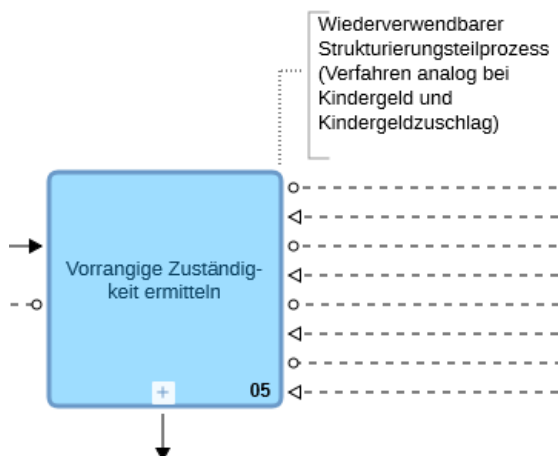 Wiederverwendbarer
Strukturierungsteilprozess
(Verfahren analog bei
Kindergeld und
Kindergeldzuschlag)
Vorrangige Zuständig-
keit ermitteln
05